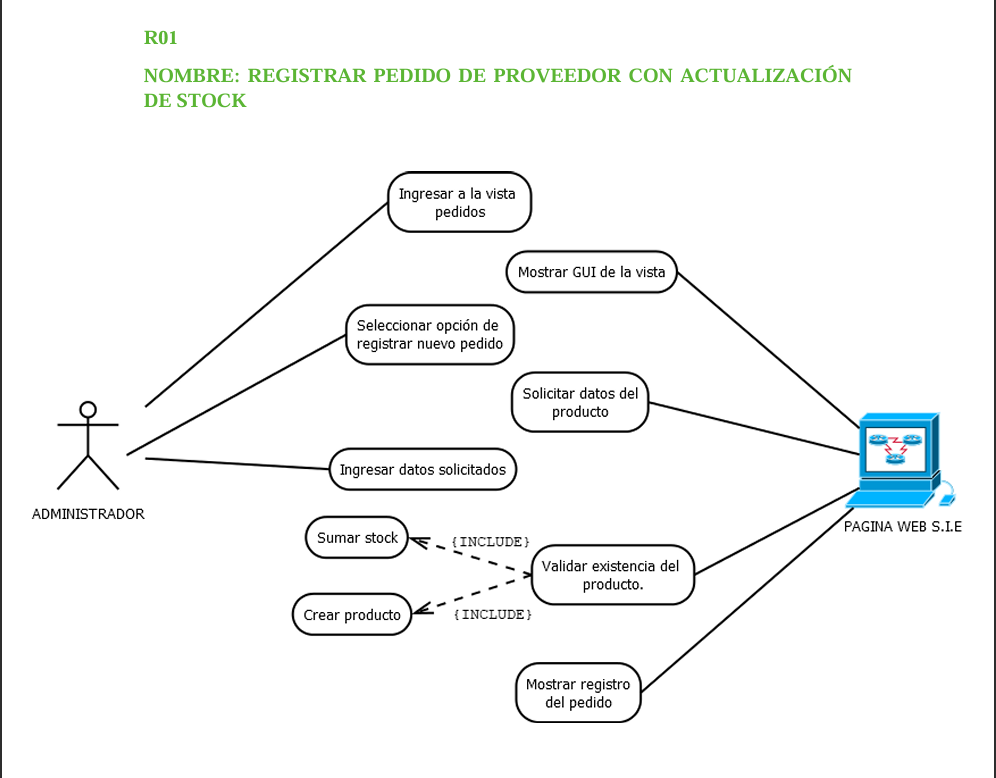 R01
NOMBRE: REGISTRAR PEDIDO DE PROVEEDOR CON ACTUALIZACIÓN
DE STOCK
Ingresar a la vista
pedidos
Mostrar GUI de la vista
Seleccionar opción de
registrar nuevo pedido
Solicitar datos del
producto
Ingresar datos solicitados
ADMINISTRADOR
PAGINA WEB S.I.E
Sumar stock
{INCLUDE}
Validar existencia del
producto.
Crear producto
{INCLUDE}
Mostrar registro
del pedido